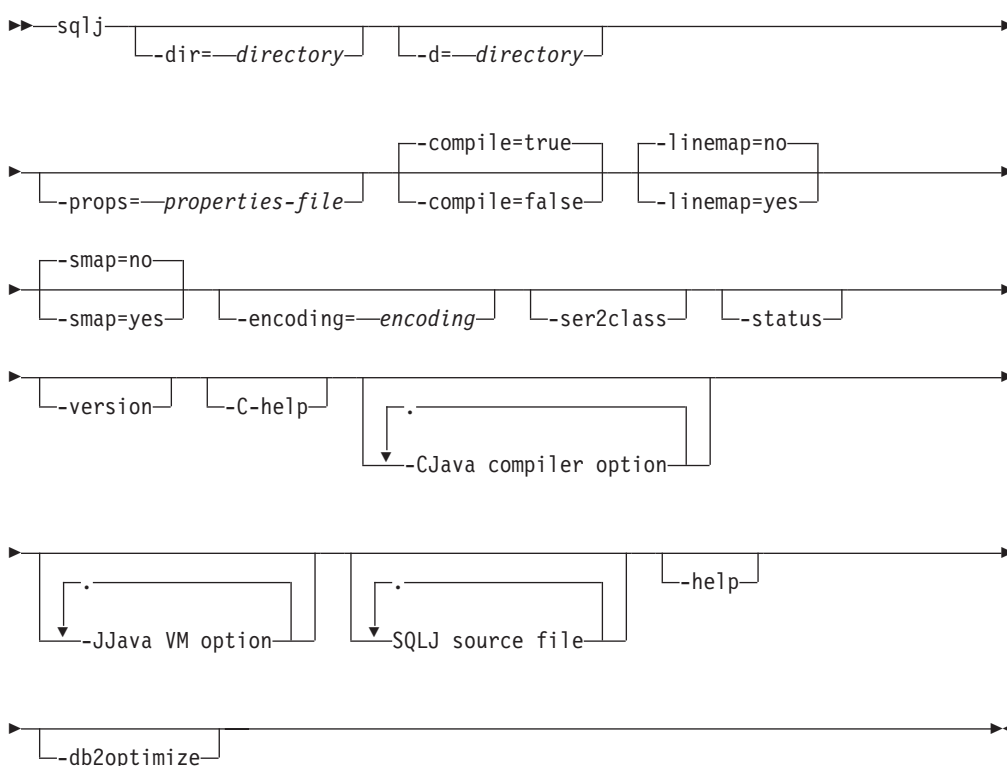 sqlj
-dir= directory -d= directory
-compile=true -linemap=no
-props= properties-file -compile=false -linemap=yes
-smap=no
-smap=yes -encoding= encoding -ser2class -status
-version -C-help
.
-CJava compiler option
. .
-help
-JJava VM option SQLJ source file
-db2optimize